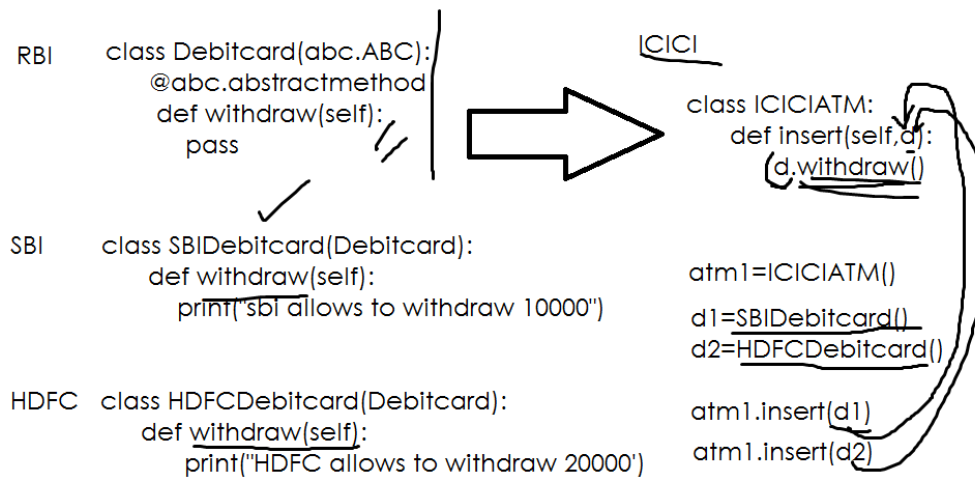 RBI class Debitcard(abc.ABC):
@abc.abstractmethod
def withdraw(self):
pass
SBI class SBIDebitcard(Debitcard):
def withdraw(self):
print("sbi allows to withdraw 10000")
HDFC class HDFCDebitcard(Debitcard):
def withdraw(self):
print("HDFC allows to withdraw 20000')
ICICI
class ICICIATM:
def insert(self,d):
d.withdraw()
atm1=ICICIATM()
d1=SBIDebitcard()
d2=HDFCDebitcard()
atm1.insert(d1)
atm1.insert(d2)